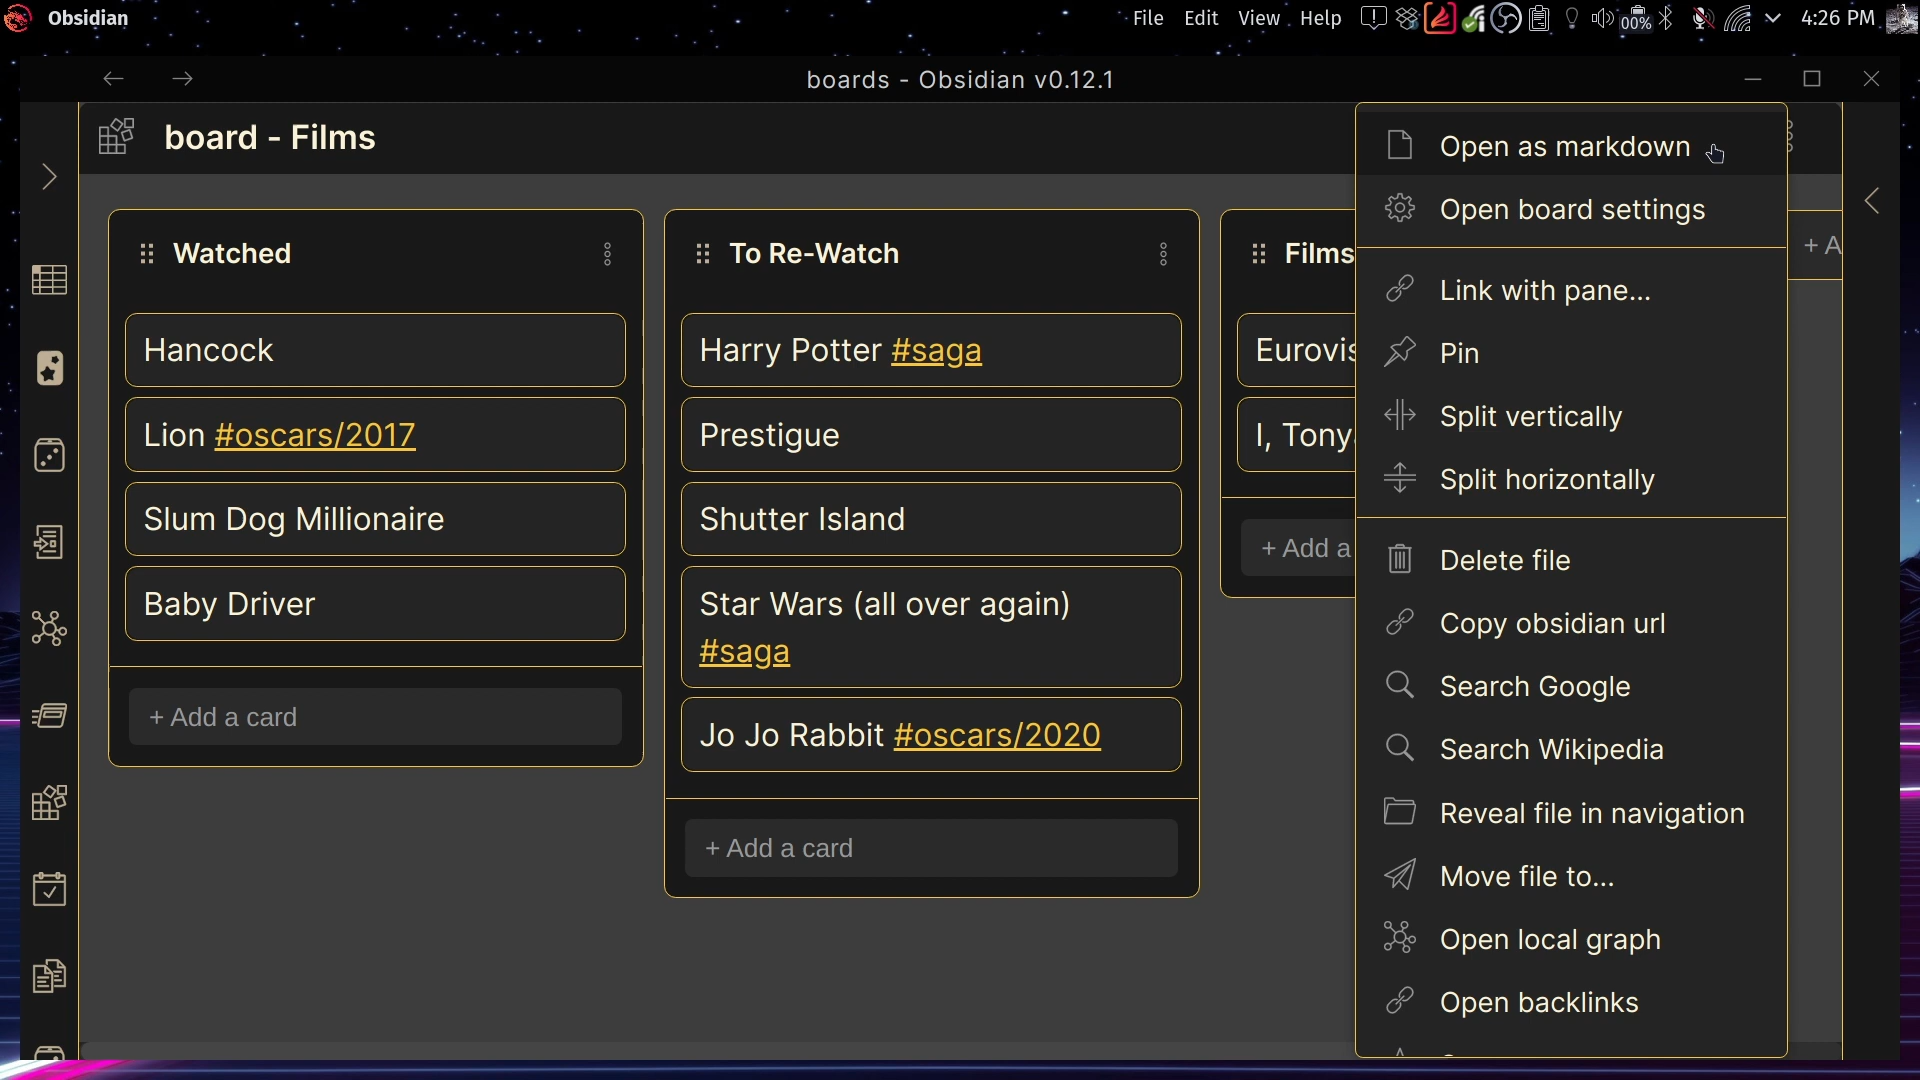 Obsidian
File Edit View Help 00% 4:26 PM
boards - Obsidian v0.12.1
board - Films
Watched
Hancock
Lion #oscars/2017
Slum Dog Millionaire
Baby Driver
+ Add a card
To Re-Watch
Harry Potter #saga
Prestigue
Shutter Island
Star Wars (all over again)
#saga
Jo Jo Rabbit #oscars/2020
+ Add a card
Films
Eurovis
I, Tony
+ Add a
+ A
Open as markdown
Open board settings
Link with pane...
Pin
Split vertically
Split horizontally
Delete file
Copy obsidian url
Search Google
Search Wikipedia
Reveal file in navigation
Move file to...
Open local graph
Open backlinks